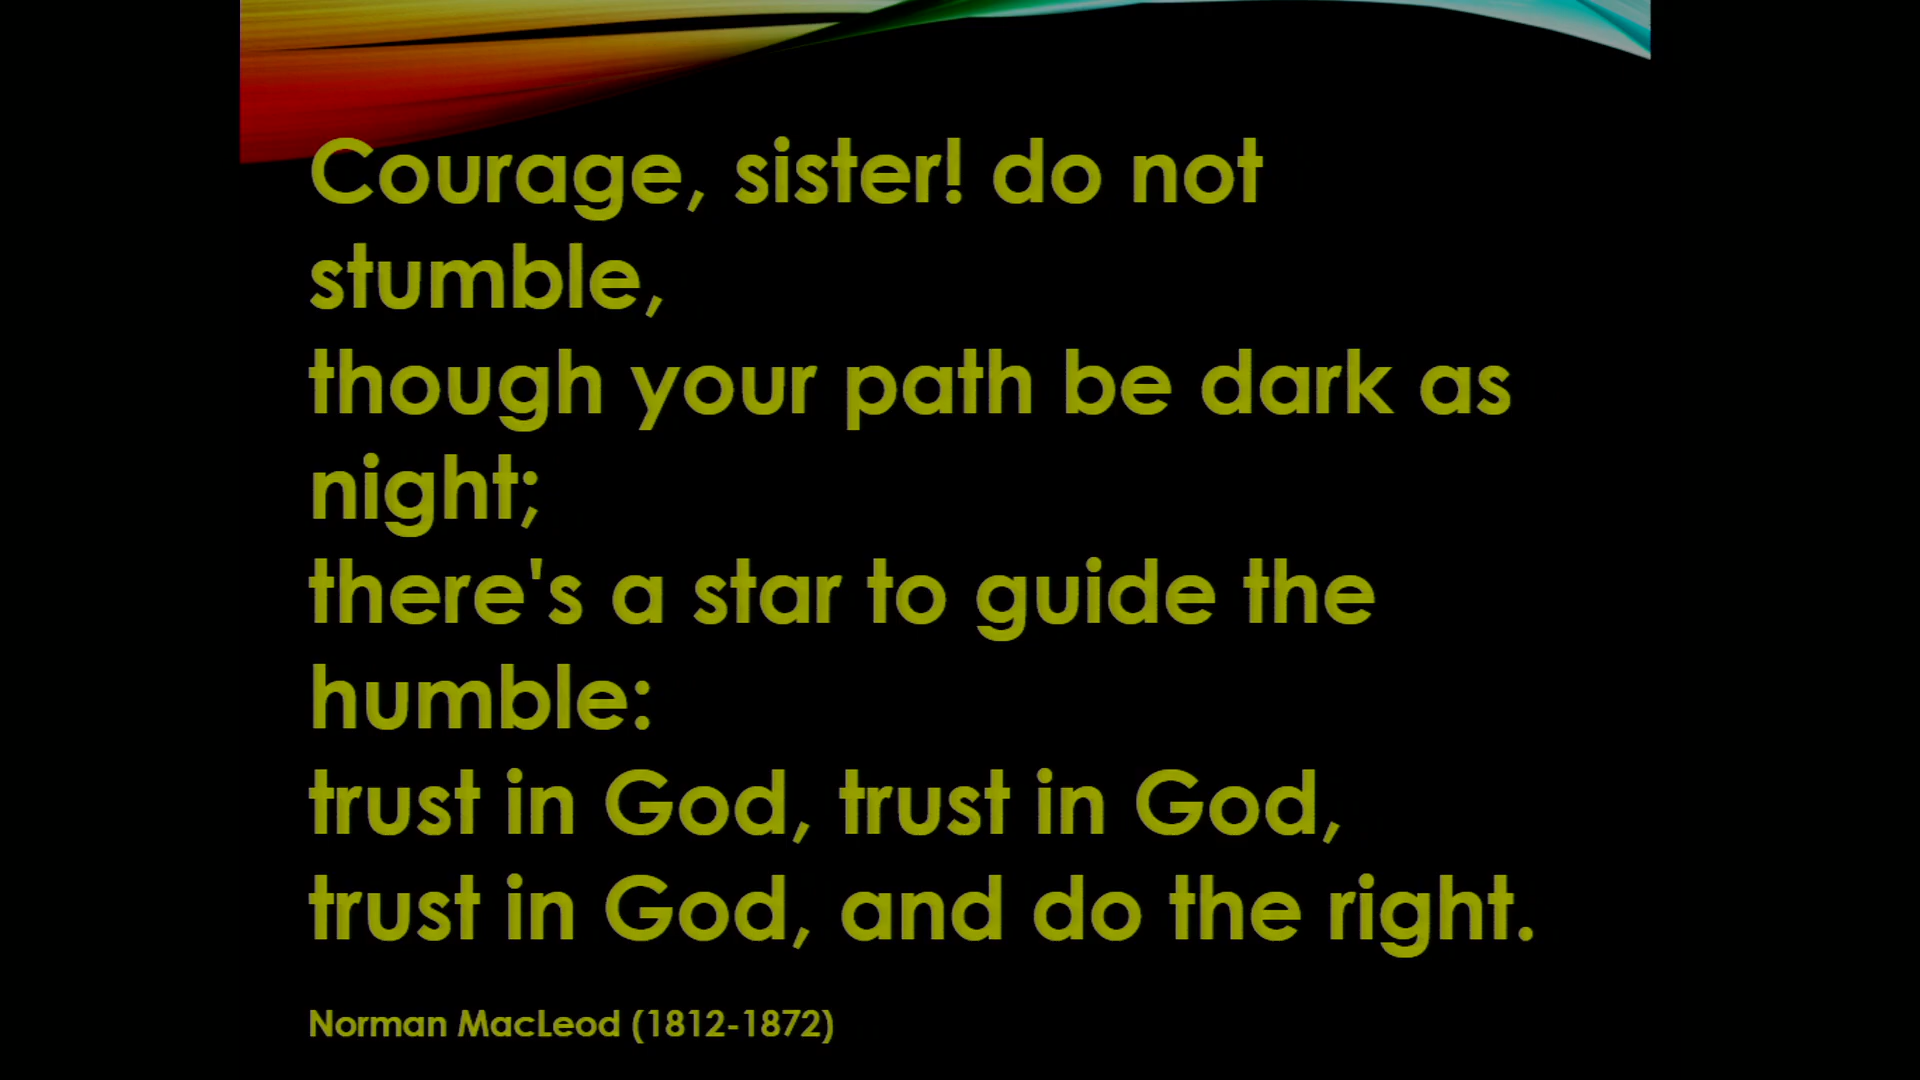 Courage, sister! do not
stumble,
though your path be dark as
night;
there's a star to guide the
humble:
trust in God, trust in God,
trust in God, and do the right.
Norman MacLeod (1812-1872)